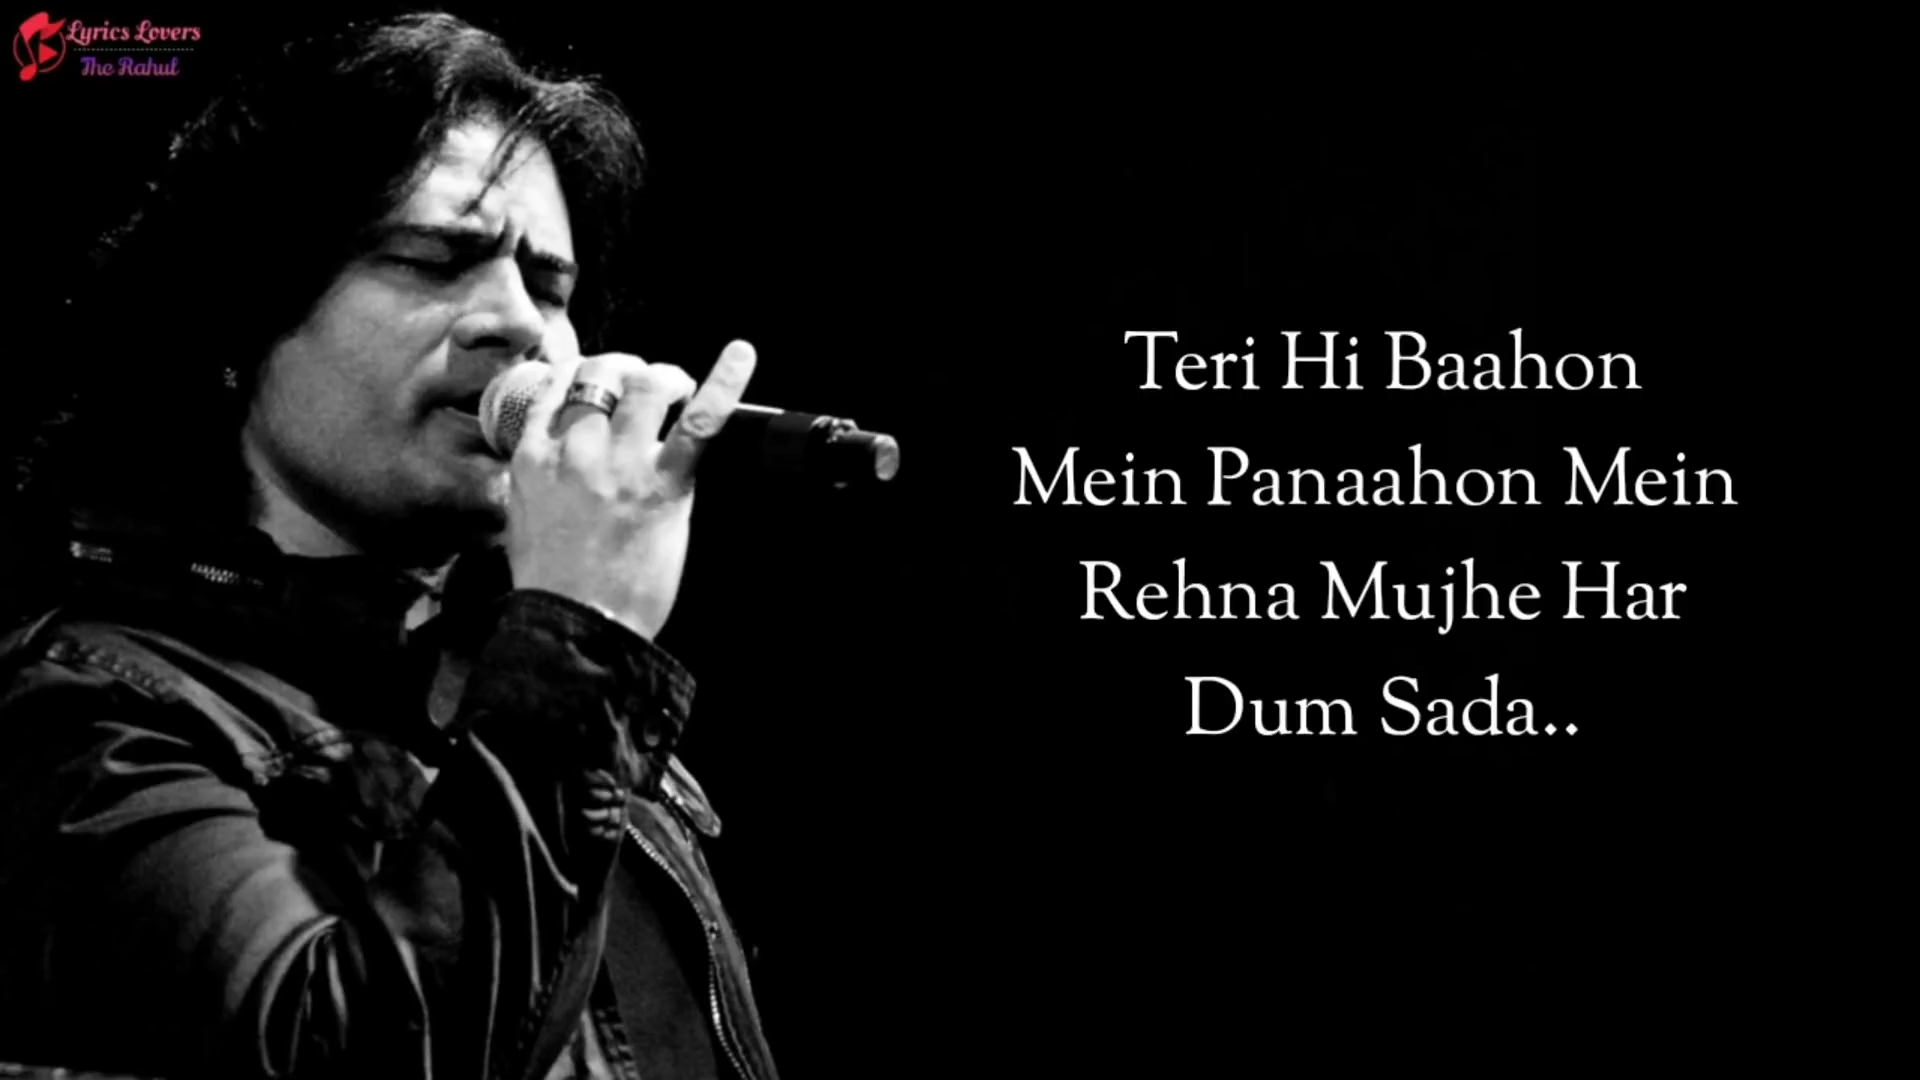 Lyrics Lovers
The Rahul
Teri Hi Baahon
Mein Panaahon Mein
Rehna Mujhe Har
Dum Sada..